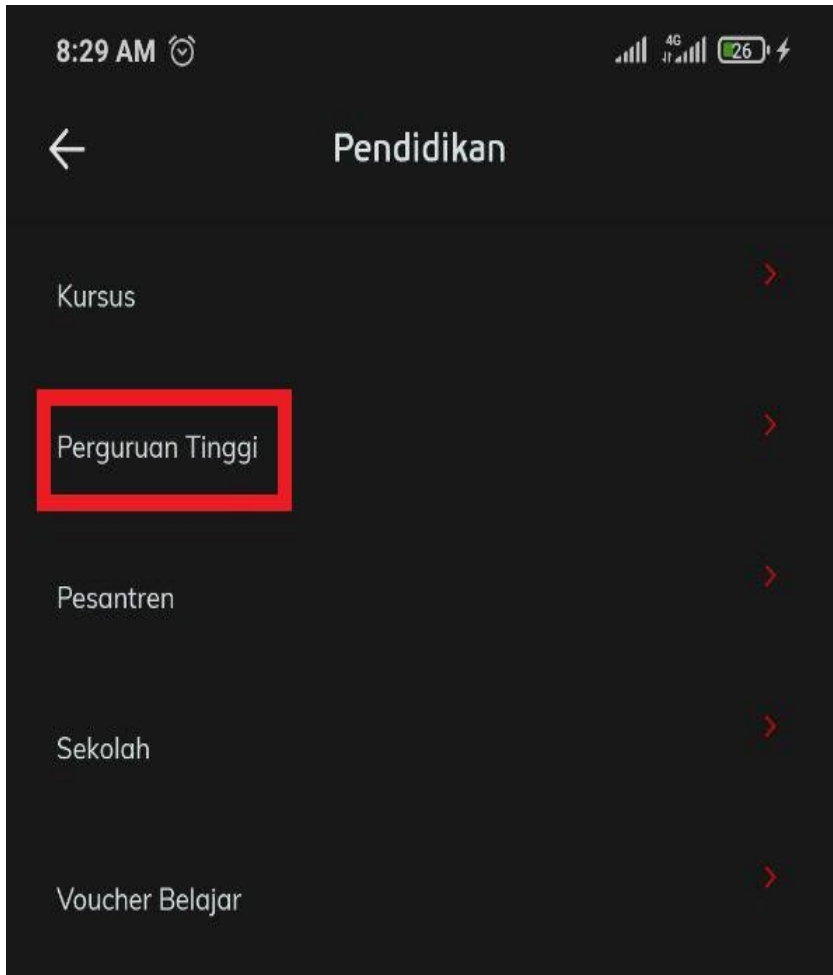 8:29 AM 4G 26
Pendidikan
Kursus
Perguruan Tinggi
Pesantren
Sekolah
Voucher Belajar